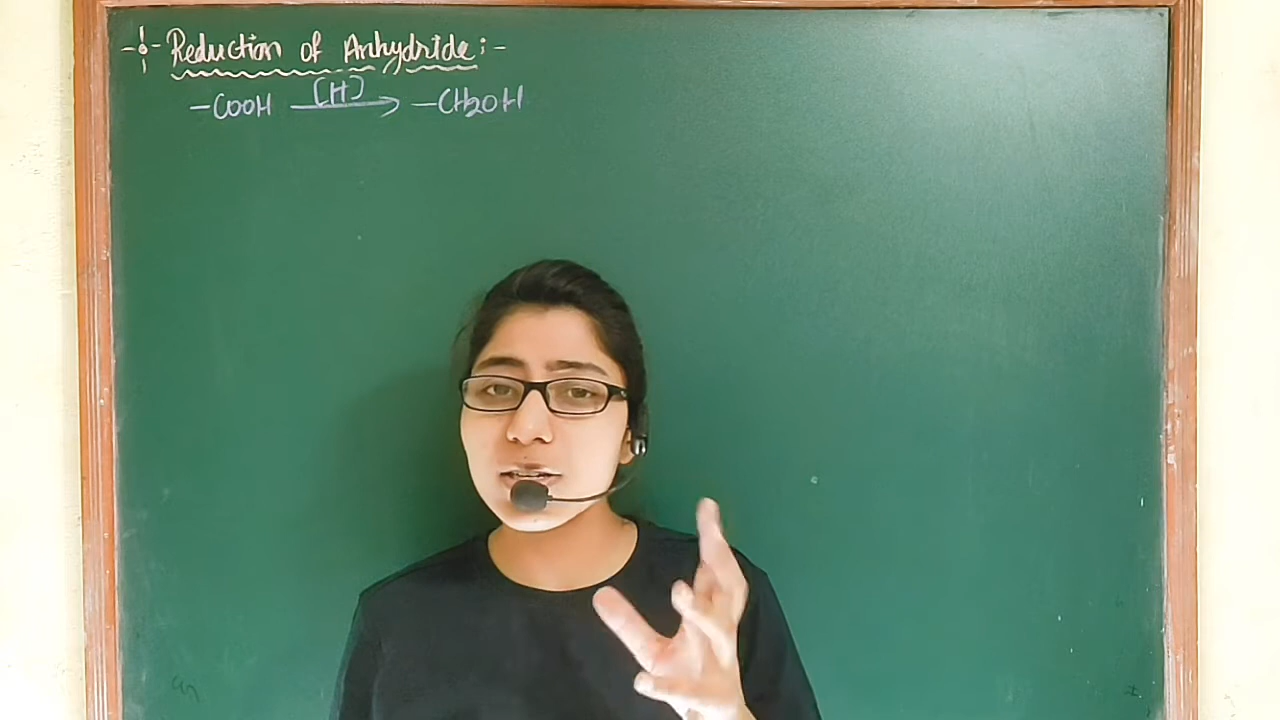 Reduction of Anhydride :-
-COOH [H] → -CH2OH